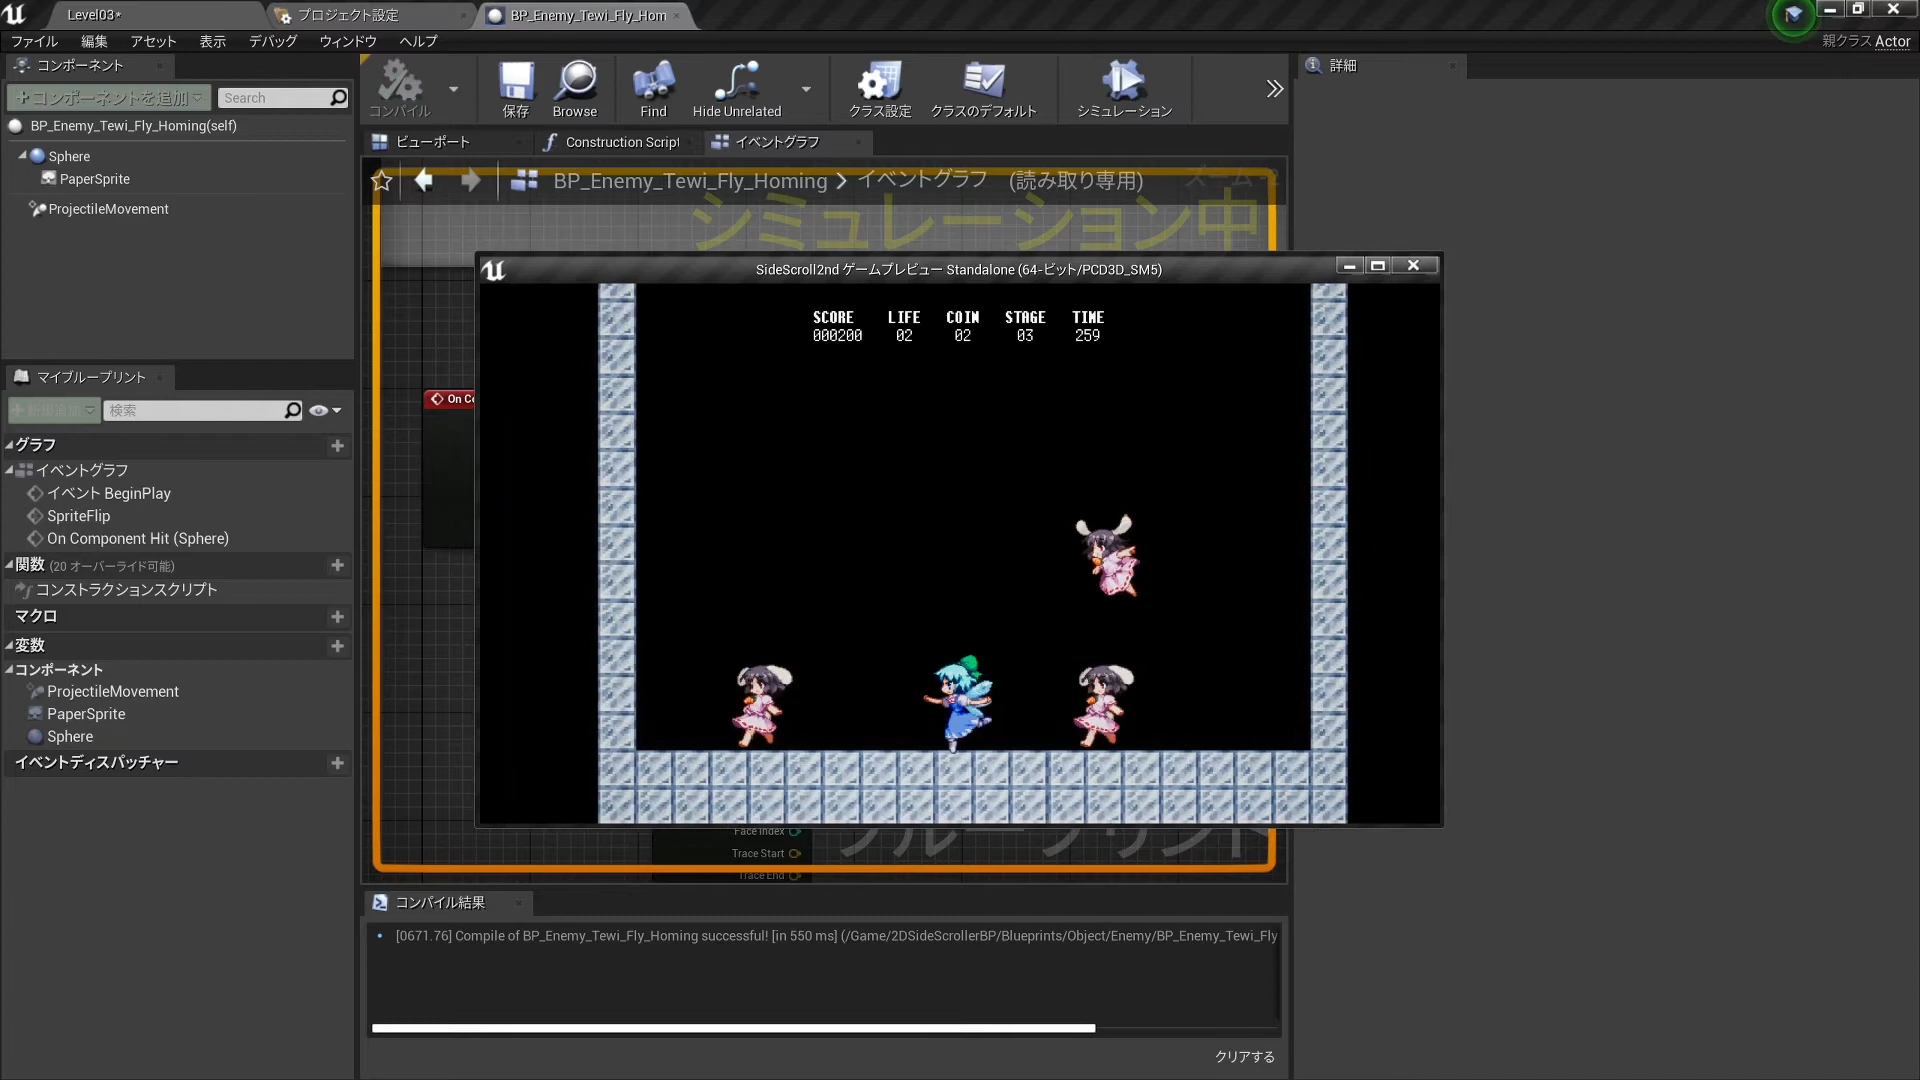 Level03*
プロジェクト設定
BP_Enemy_Tewi_Fly_Hom
ファイル 編集 アセット 表示 デバッグ ウィンドウ ヘルプ
親クラス Actor
コンポーネント
+コンポーネントを追加
Search
BP_Enemy_Tewi_Fly_Homing(self)
Sphere
PaperSprite
ProjectileMovement
コンパイル
保存
Browse
Find
Hide Unrelated
クラス設定
クラスのデフォルト
シミュレーション
詳細
ビューポート
Construction Script
イベントグラフ
BP_Enemy_Tewi_Fly_Homing > イベントグラフ (読み取り専用)
ズーム -2
シミュレーション中
SideScroll2nd ゲームプレビュー Standalone (64-ビット/PCD3D_SM5)
SCORE LIFE COIN STAGE TIME
000200 02 02 03 259
On Co
マイブループリント
検索
グラフ
イベントグラフ
イベント BeginPlay
SpriteFlip
On Component Hit (Sphere)
関数 (20 オーバーライド可能)
コンストラクションスクリプト
マクロ
変数
コンポーネント
ProjectileMovement
PaperSprite
Sphere
イベントディスパッチャー
Face Index
Trace Start
Trace End
ブループリント
コンパイル結果
[0671.76] Compile of BP_Enemy_Tewi_Fly_Homing successful! [in 550 ms] (/Game/2DSideScrollerBP/Blueprints/Object/Enemy/BP_Enemy_Tewi_Fly
クリアする